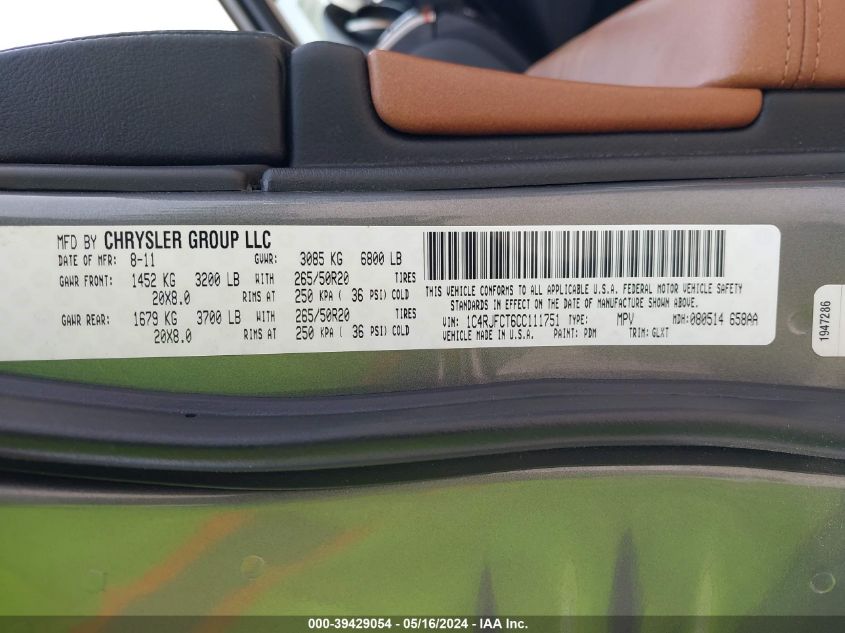 MFD BY CHRYSLER GROUP LLC
DATE OF MFR: 8-11 GVWR: 3085 KG 6800 LB
GAWR FRONT: 1452 KG 3200 LB WITH 265/50R20 TIRES
20X8.0 RIMS AT 250 KPA ( 36 PSI) COLD
GAWR REAR: 1679 KG 3700 LB WITH 265/50R20 TIRES
20X8.0 RIMS AT 250 KPA ( 36 PSI) COLD
THIS VEHICLE CONFORMS TO ALL APPLICABLE U.S.A. FEDERAL MOTOR VEHICLE SAFETY
STANDARDS IN EFFECT ON THE DATE OF MANUFACTURE SHOWN ABOVE.
VIN: 1C4RJFCT6CC111751 TYPE: MPV MDH: 080514 658AA
VEHICLE MADE IN U.S.A. PAINT: PDM TRIM: GLXT
1947286
000-39429054 - 05/16/2024 - IAA Inc.